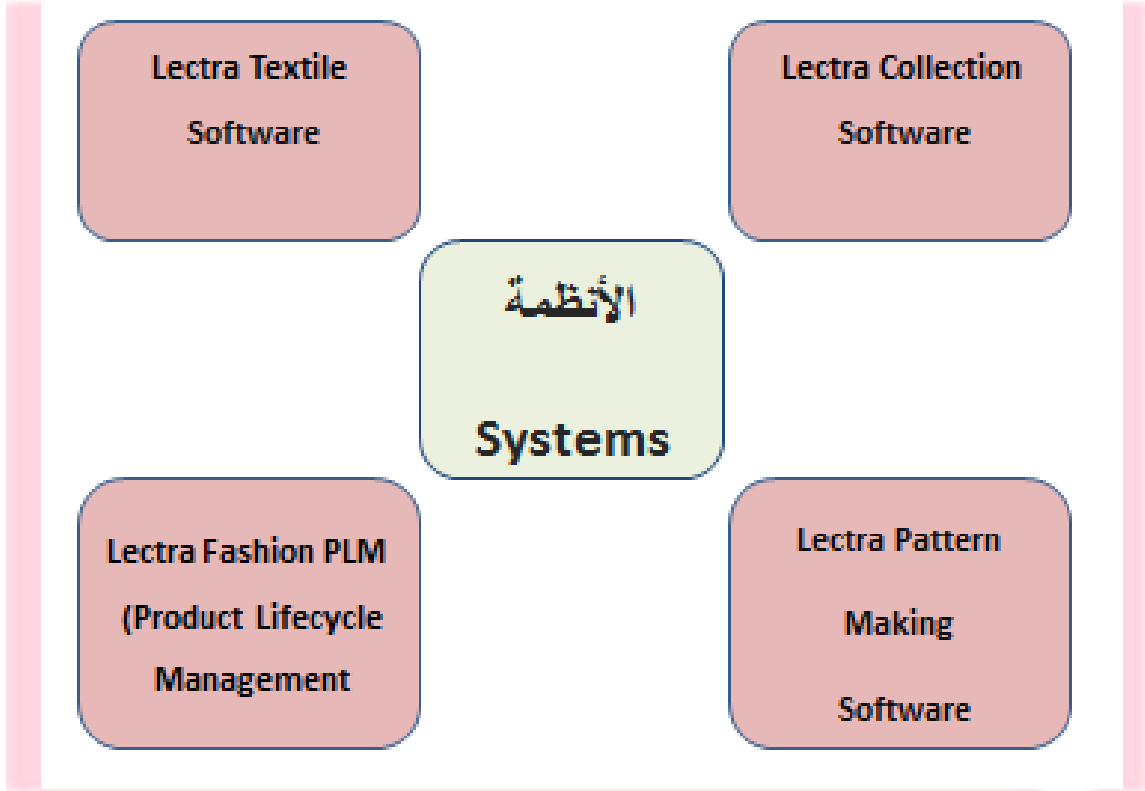 Lectra Textile
Software
Lectra Collection
Software
الأنظمة
Systems
Lectra Fashion PLM
(Product Lifecycle
Management
Lectra Pattern
Making
Software